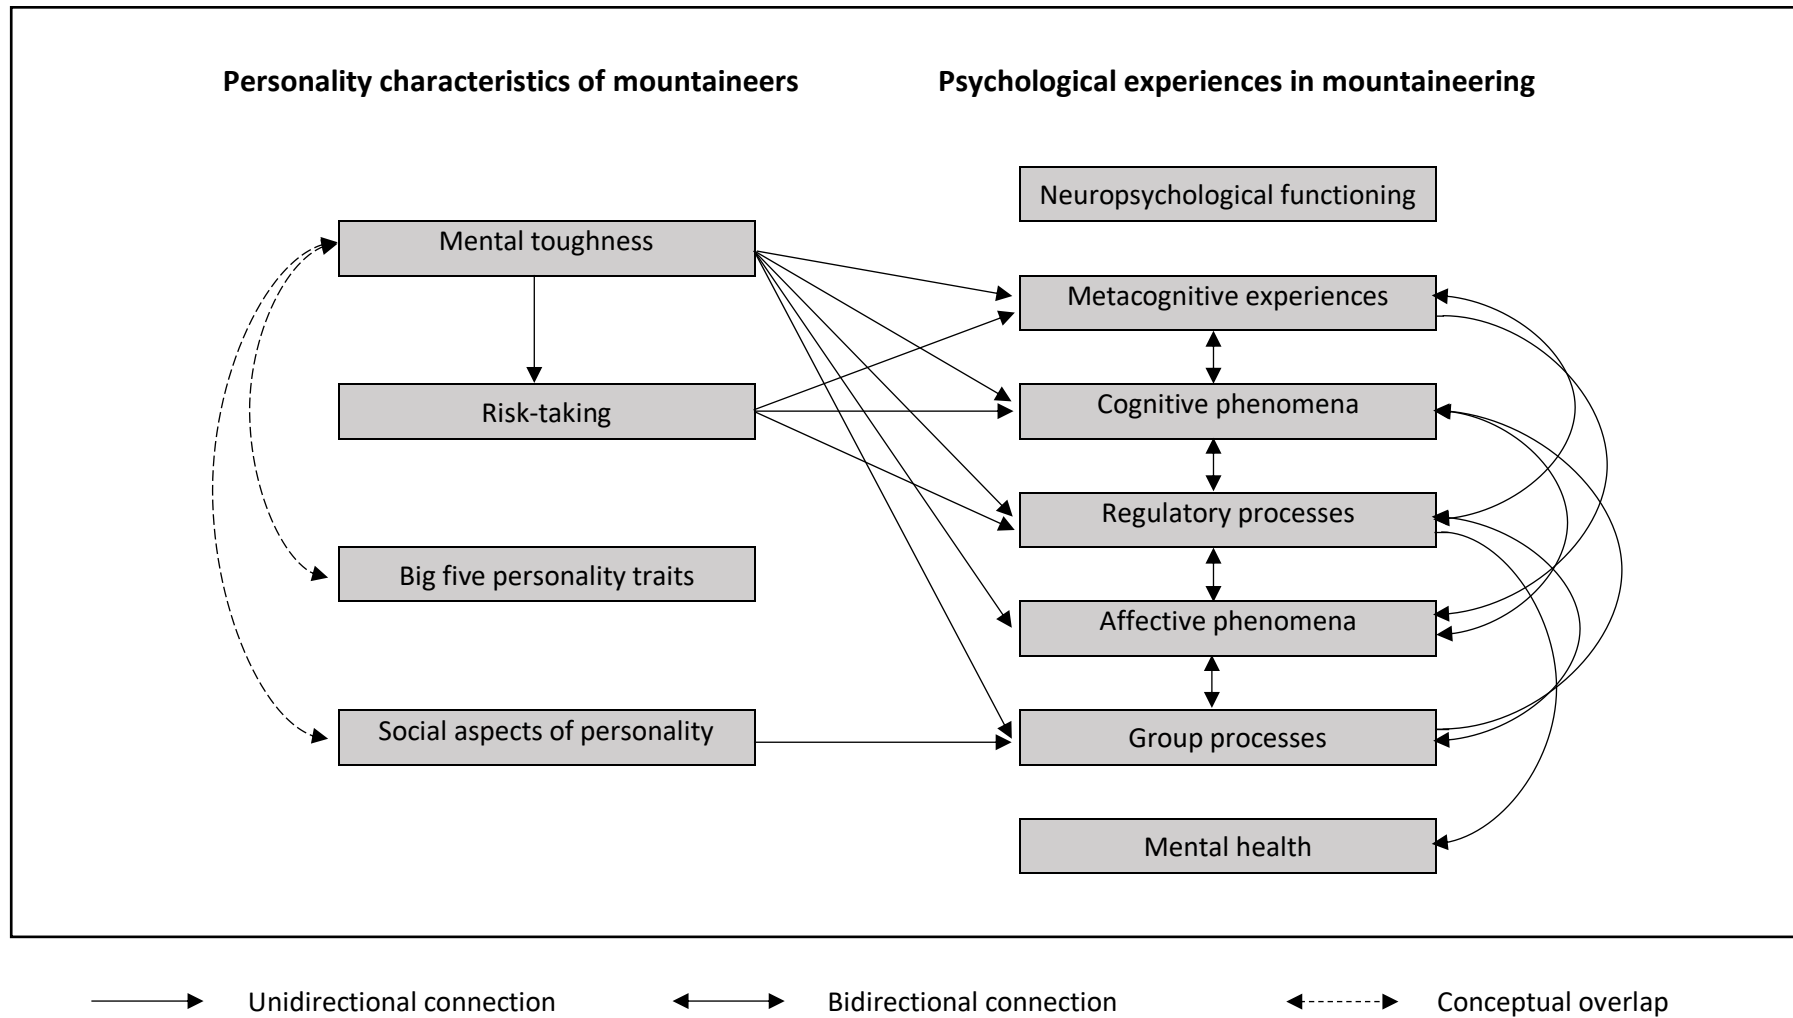 Personality characteristics of mountaineers
Psychological experiences in mountaineering
Neuropsychological functioning
Mental toughness
Metacognitive experiences
Risk-taking
Cognitive phenomena
Regulatory processes
Big five personality traits
Affective phenomena
Social aspects of personality
Group processes
Mental health
Unidirectional connection
Bidirectional connection
Conceptual overlap